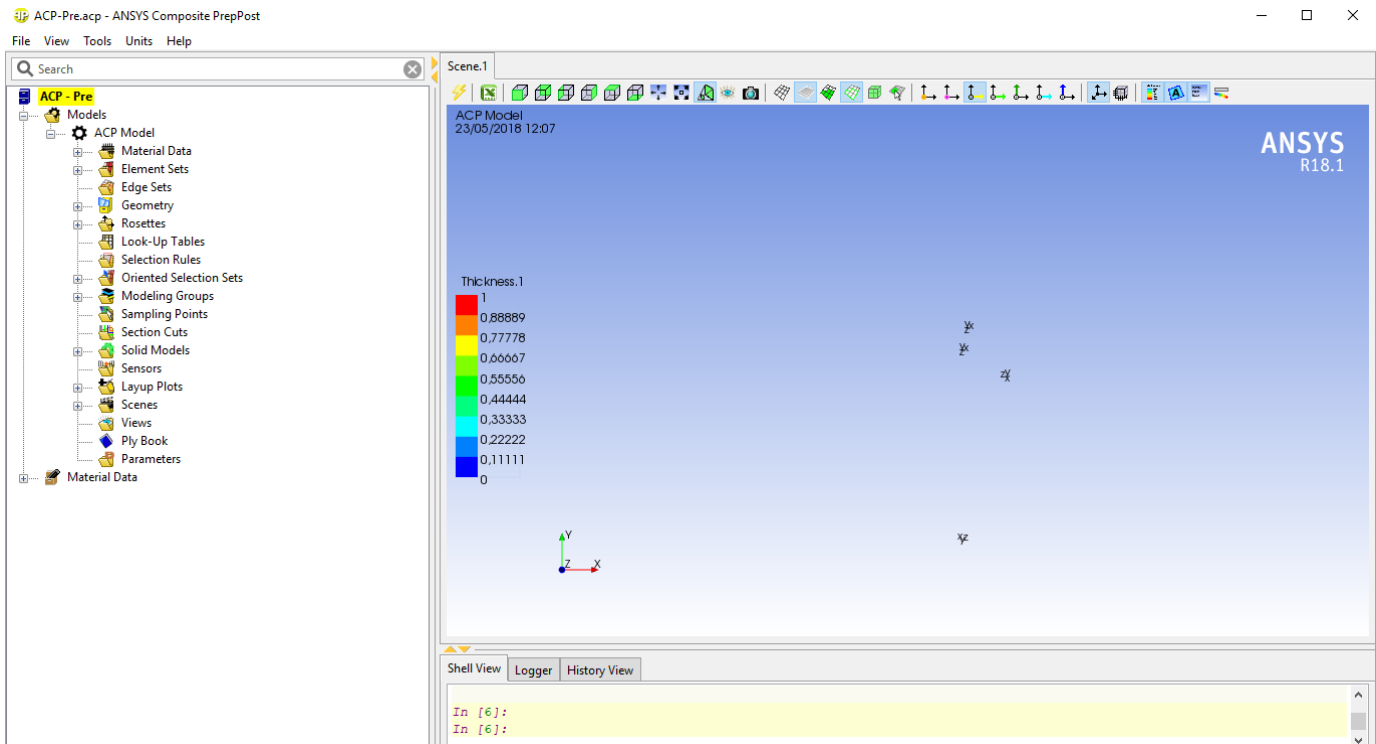 ACP-Pre.acp - ANSYS Composite PrepPost
File View Tools Units Help
Search
ACP - Pre
Models
ACP Model
Material Data
Element Sets
Edge Sets
Geometry
Rosettes
Look-Up Tables
Selection Rules
Oriented Selection Sets
Modeling Groups
Sampling Points
Section Cuts
Solid Models
Sensors
Layup Plots
Scenes
Views
Ply Book
Parameters
Material Data
Scene.1
ACP Model
23/05/2018 12:07
ANSYS
R18.1
Thickness.1
1
0,88889
0,77778
0,66667
0,55556
0,44444
0,33333
0,22222
0,11111
0
Y
Z X
Shell View Logger History View
In [6]:
In [6]: